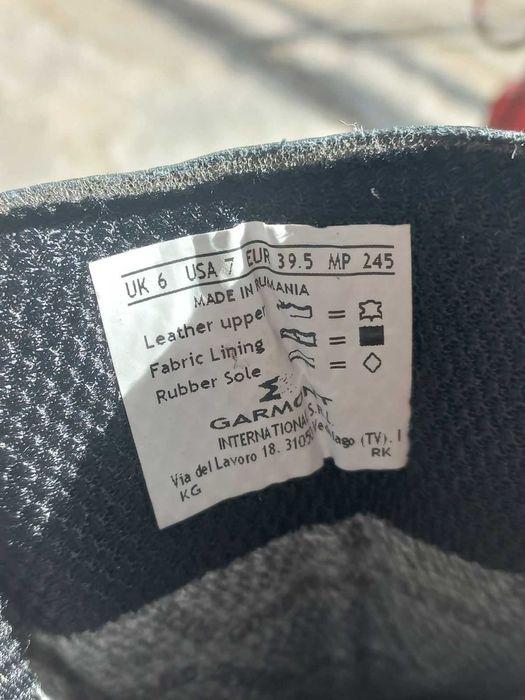 UK 6 USA 7 EUR 39.5 MP 245
MADE IN RUMANIA
Leather upper =
Fabric Lining =
Rubber Sole =
GARMONT
INTERNATIONAL S.R.L.
Via del Lavoro 18. 31050 (TV). I
KG RK